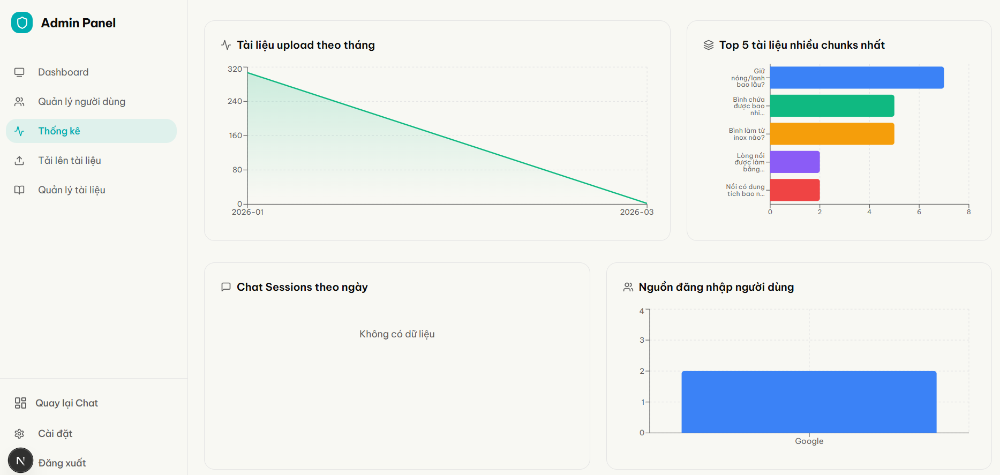 Admin Panel
Dashboard
Quản lý người dùng
Thống kê
Tải lên tài liệu
Quản lý tài liệu
Quay lại Chat
Cài đặt
N
Đăng xuất
Tài liệu upload theo tháng
320
240
160
80
0
2026-01
2026-03
Top 5 tài liệu nhiều chunks nhất
Giữ
nóng/lạnh
bao lâu?
Bình chứa
được bao
nhi...
Bình làm từ
inox nào?
Lòng nồi
được làm
bằng...
Nồi có dung
tích bao n...
0
2
4
6
8
Chat Sessions theo ngày
Không có dữ liệu
Nguồn đăng nhập người dùng
4
3
2
1
0
Google